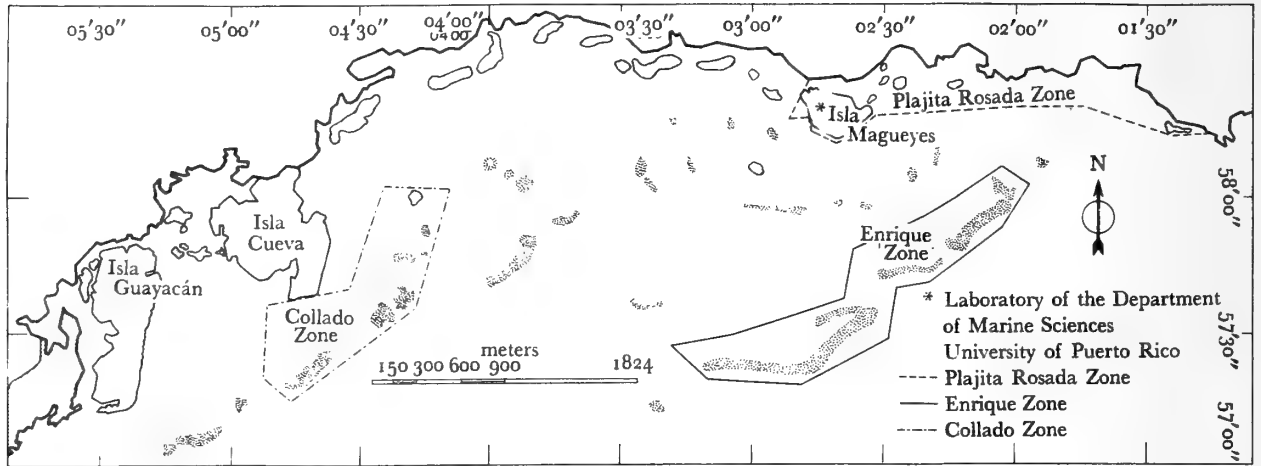 05'30" 05'00" 04'30" 04'00" 03'30" 03'00" 02'30" 02'00" 01'30"
04'00"
Plajita Rosada Zone
* Isla
Magueyes
N
58'00"
Isla
Cueva
Enrique
Zone
Isla
Guayacán
Collado
Zone
* Laboratory of the Department
of Marine Sciences
University of Puerto Rico
Plajita Rosada Zone
Enrique Zone
Collado Zone
meters
150 300 600 900 1824
57'30"
57'00"